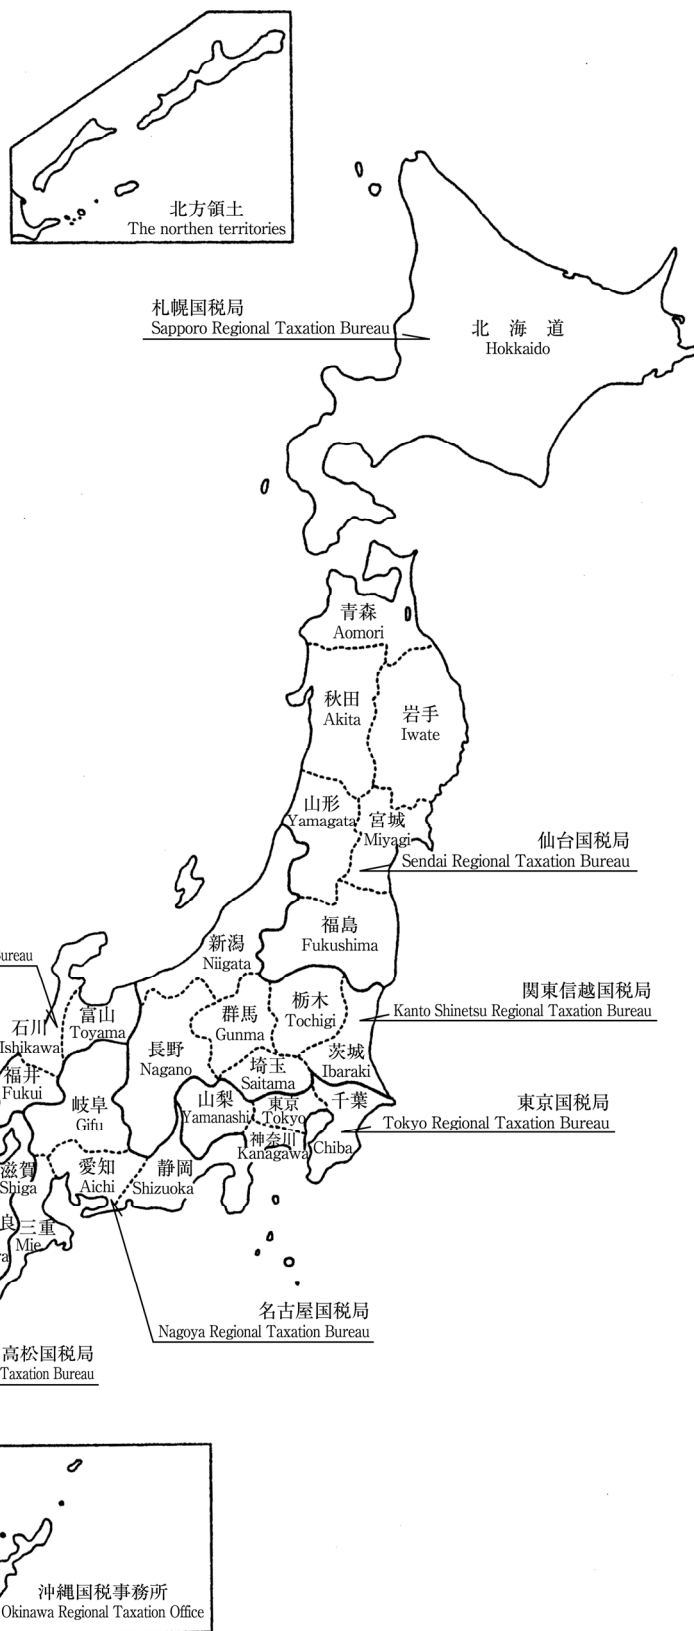 北方領土
The northen territories
札幌国税局
Sapporo Regional Taxation Bureau
北 海 道
Hokkaido
青森
Aomori
秋田
Akita
岩手
Iwate
山形
Yamagata
宮城
Miyagi
仙台国税局
Sendai Regional Taxation Bureau
福島
Fukushima
新潟
Niigata
ureau
関東信越国税局
Kanto Shinetsu Regional Taxation Bureau
栃木
Tochigi
群馬
Gunma
富山
Toyama
石川
Ishikawa
長野
Nagano
茨城
Ibaraki
埼玉
Saitama
福井
Fukui
岐阜
Gifu
山梨
Yamanashi
東京
Tokyo
千葉
Chiba
東京国税局
Tokyo Regional Taxation Bureau
神奈川
Kanagawa
滋賀
Shiga
愛知
Aichi
静岡
Shizuoka
良
ra
三重
Mie
名古屋国税局
Nagoya Regional Taxation Bureau
高松国税局
Taxation Bureau
沖縄国税事務所
Okinawa Regional Taxation Office